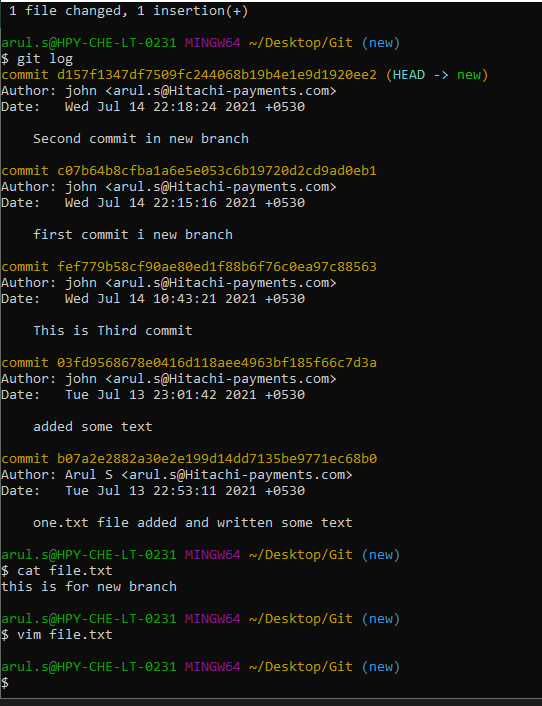 1 file changed, 1 insertion(+)
arul.s@HPY-CHE-LT-0231 MINGW64 ~/Desktop/Git (new)
$ git log
commit d157f1347df7509fc244068b19b4e1e9d1920ee2 (HEAD -> new)
Author: john <arul.s@Hitachi-payments.com>
Date:   Wed Jul 14 22:18:24 2021 +0530
    Second commit in new branch
commit c07b64b8cfba1a6e5e053c6b19720d2cd9ad0eb1
Author: john <arul.s@Hitachi-payments.com>
Date:   Wed Jul 14 22:15:16 2021 +0530
    first commit i new branch
commit fef779b58cf90ae80ed1f88b6f76c0ea97c88563
Author: john <arul.s@Hitachi-payments.com>
Date:   Wed Jul 14 10:43:21 2021 +0530
    This is Third commit
commit 03fd9568678e0416d118aee4963bf185f66c7d3a
Author: john <arul.s@Hitachi-payments.com>
Date:   Tue Jul 13 23:01:42 2021 +0530
    added some text
commit b07a2e2882a30e2e199d14dd7135be9771ec68b0
Author: Arul S <arul.s@Hitachi-payments.com>
Date:   Tue Jul 13 22:53:11 2021 +0530
    one.txt file added and written some text
arul.s@HPY-CHE-LT-0231 MINGW64 ~/Desktop/Git (new)
$ cat file.txt
this is for new branch
arul.s@HPY-CHE-LT-0231 MINGW64 ~/Desktop/Git (new)
$ vim file.txt
arul.s@HPY-CHE-LT-0231 MINGW64 ~/Desktop/Git (new)
$